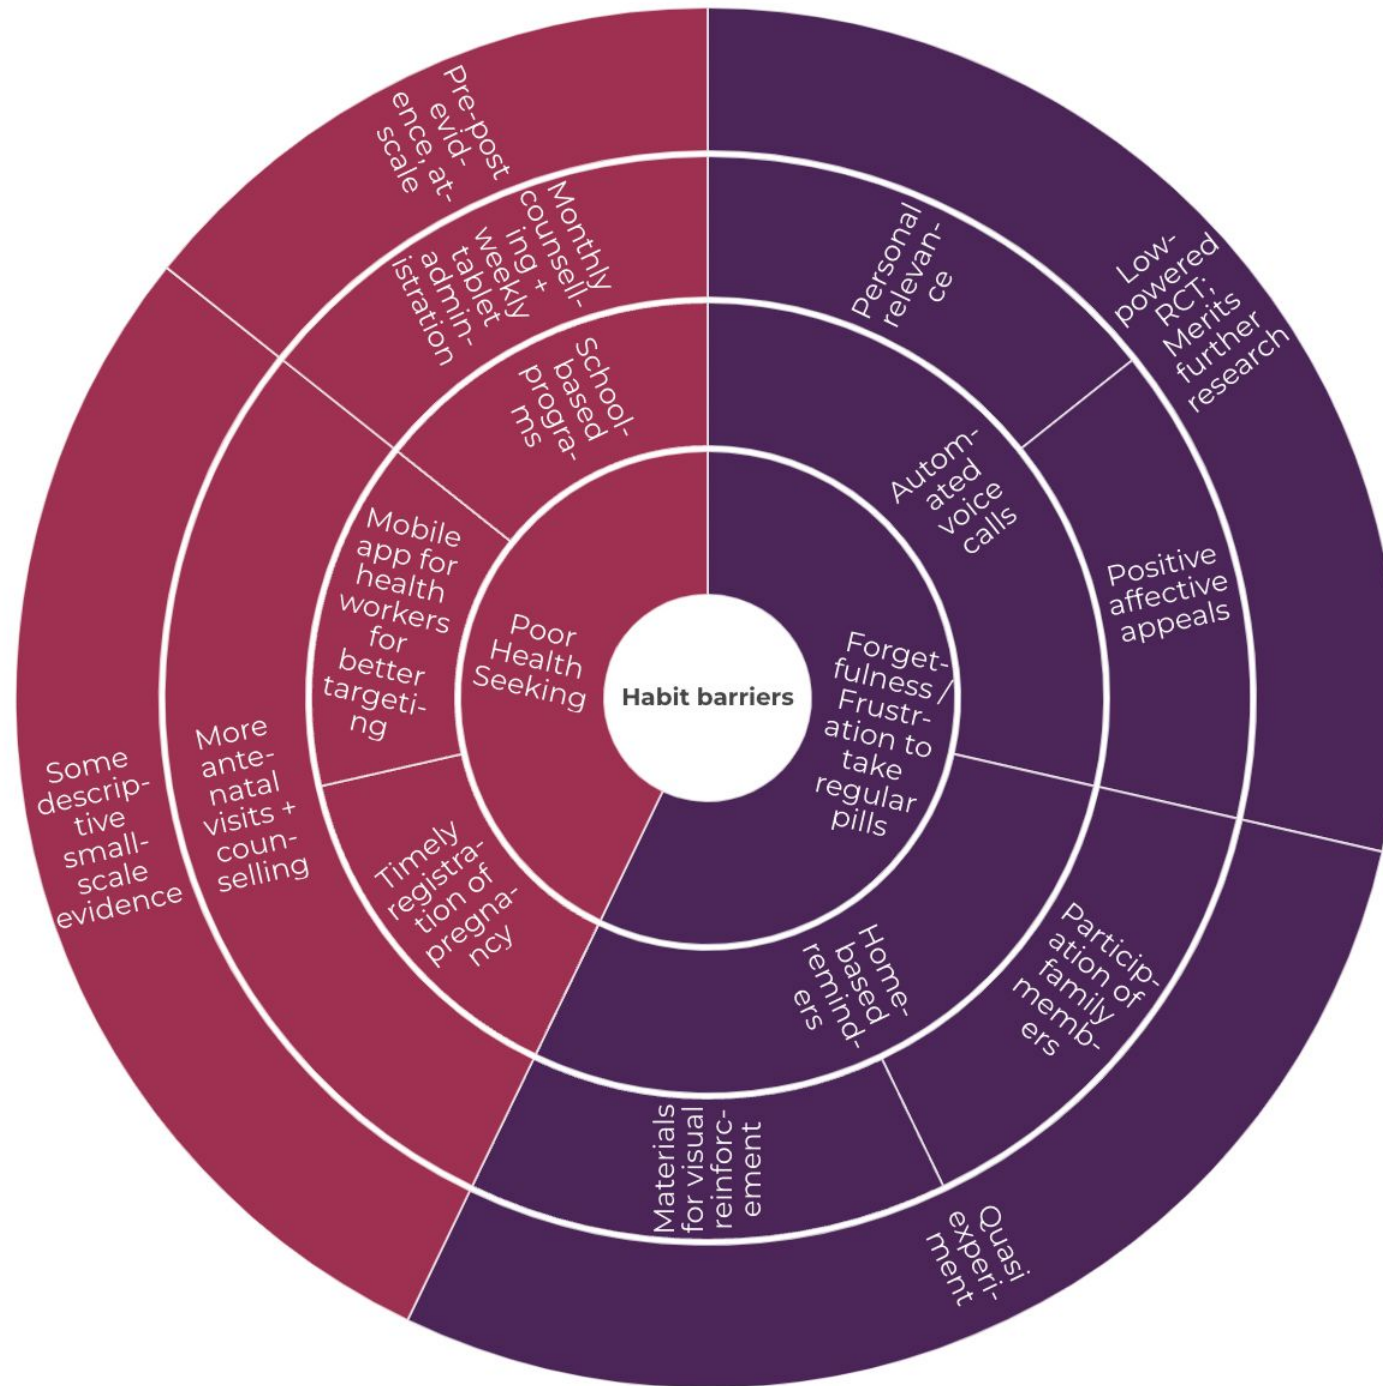 Habit barriers
Forget-
fulness /
Frustr-
ation to
take
regular
pills
Autom-
ated
voice
calls
Personal
relevan-
ce
Positive
affective
appeals
Low-
powered
RCT;
Merits
further
research
Home-
based
remind-
ers
Particip-
ation of
family
memb-
ers
Materials
for visual
reinforc-
ement
Quasi
experi-
ment
Poor
Health
Seeking
Timely
registra-
tion of
pregna-
ncy
Mobile
app for
health
workers
for
better
targeti-
ng
More
ante-
natal
visits +
coun-
selling
Some
descrip-
tive
small-
scale
evidence
School-
based
progra-
ms
Monthly
counsell-
ing +
weekly
tablet
admin-
istration
Pre-post
evid-
ence, at-
scale